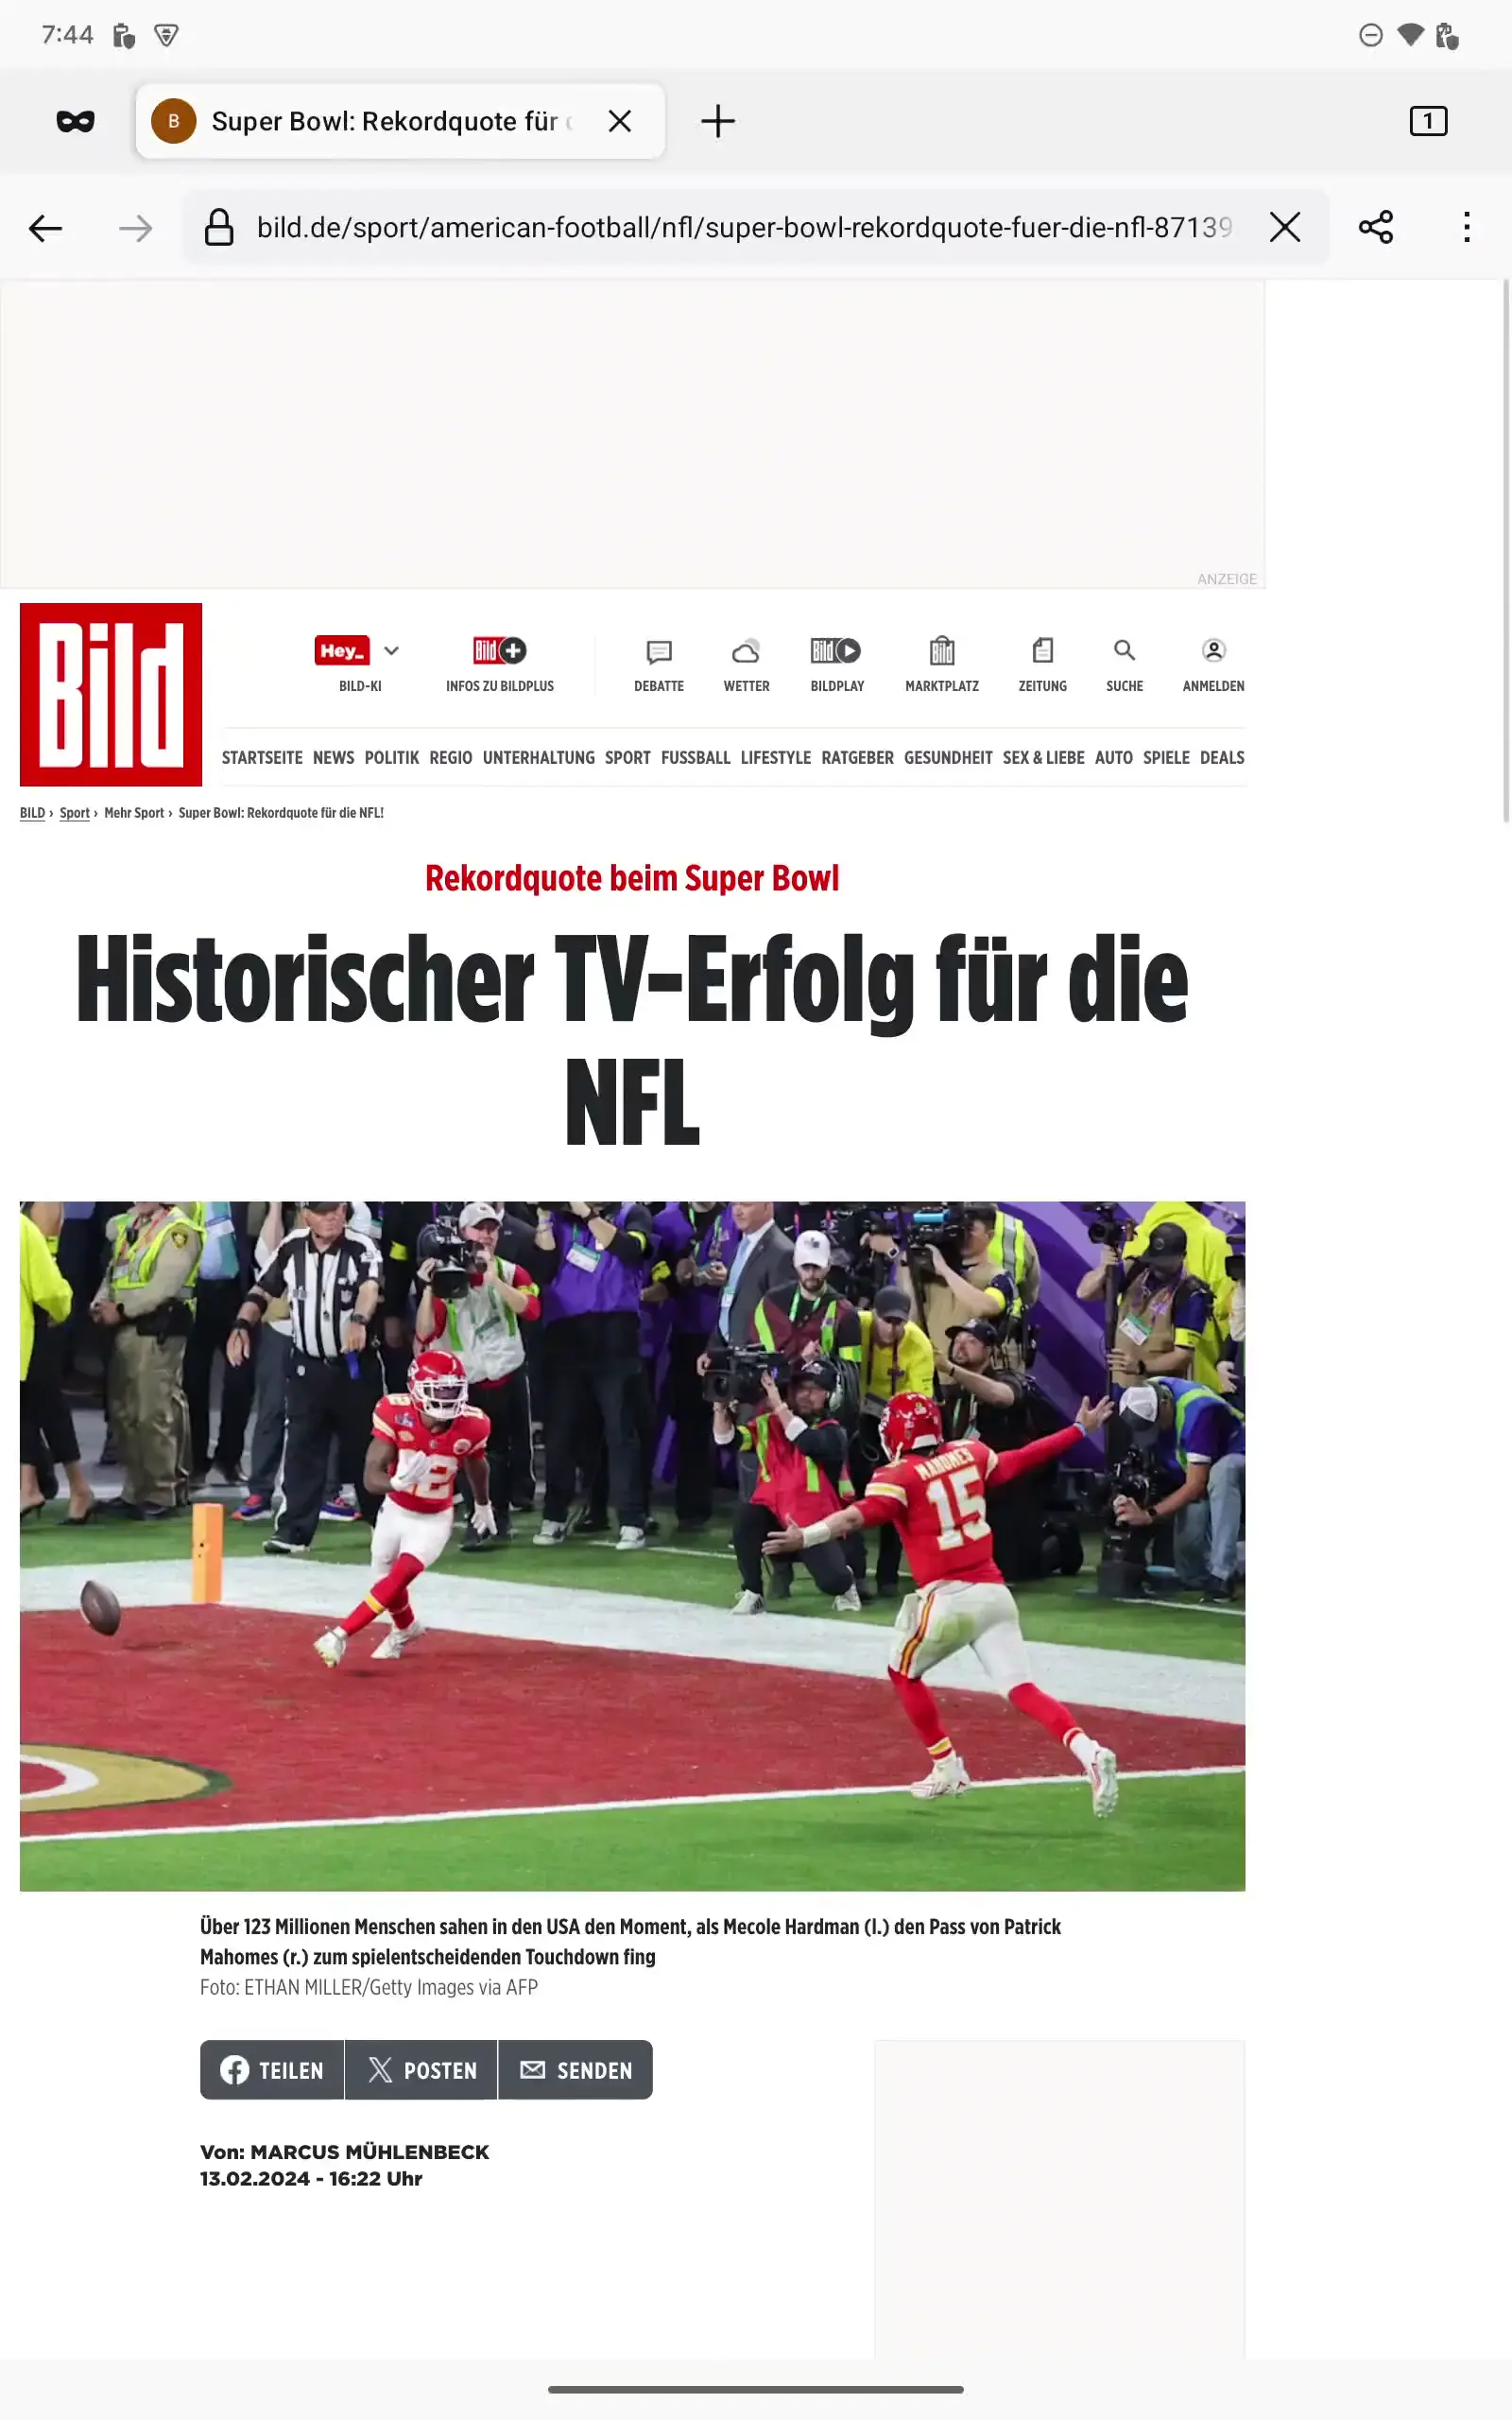 7:44
B Super Bowl: Rekordquote für
1
bild.de/sport/american-football/nfl/super-bowl-rekordquote-fuer-die-nfl-87139
ANZEIGE
Bild
Hey_
BILD-KI
Bild+
INFOS ZU BILDPLUS
DEBATTE
WETTER
Bild
BILDPLAY
Bild
MARKTPLATZ
ZEITUNG
SUCHE
ANMELDEN
STARTSEITE NEWS POLITIK REGIO UNTERHALTUNG SPORT FUSSBALL LIFESTYLE RATGEBER GESUNDHEIT SEX & LIEBE AUTO SPIELE DEALS
BILD › Sport › Mehr Sport › Super Bowl: Rekordquote für die NFL!
Rekordquote beim Super Bowl
Historischer TV-Erfolg für die
NFL
MAHOMES
15
Über 123 Millionen Menschen sahen in den USA den Moment, als Mecole Hardman (l.) den Pass von Patrick
Mahomes (r.) zum spielentscheidenden Touchdown fing
Foto: ETHAN MILLER/Getty Images via AFP
TEILEN
POSTEN
SENDEN
Von: MARCUS MÜHLENBECK
13.02.2024 - 16:22 Uhr